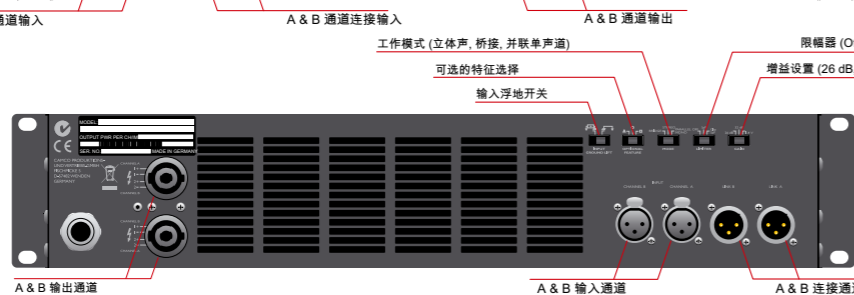 通道输入
A & B 通道连接输入
A & B 通道输出
工作模式 (立体声, 桥接, 并联单声道)
限幅器 (O
可选的特征选择
增益设置 (26 dB
输入浮地开关
MODEL:
OUTPUT PWR PER CH/M
SER. NO
MADE IN GERMANY
CAMCO PRODUKTIONS-
GERMANY
CHANNEL B
CHANNEL A
INPUT
LINK B
LINK A
A & B 输出通道
A & B 输入通道
A & B 连接通